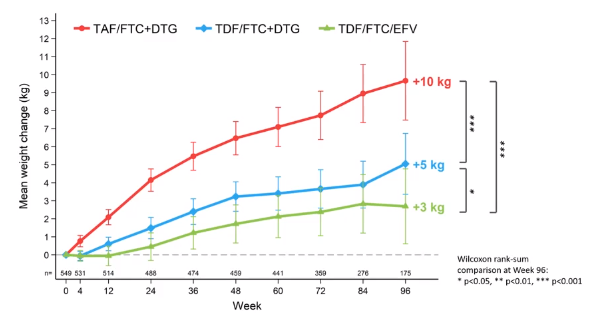 TAF/FTC+DTG TDF/FTC+DTG TDF/FTC/EFV
Mean weight change (kg)
13
12
11
10
9
8
7
6
5
4
3
2
1
0
+10 kg
+5 kg
+3 kg
***
*
***
n= 549 531 514 488 474 459 441 389 276 175
0 4 12 24 36 48 60 72 84 96
Week
Wilcoxon rank-sum
comparison at Week 96:
* p<0.05, ** p<0.01, *** p<0.001